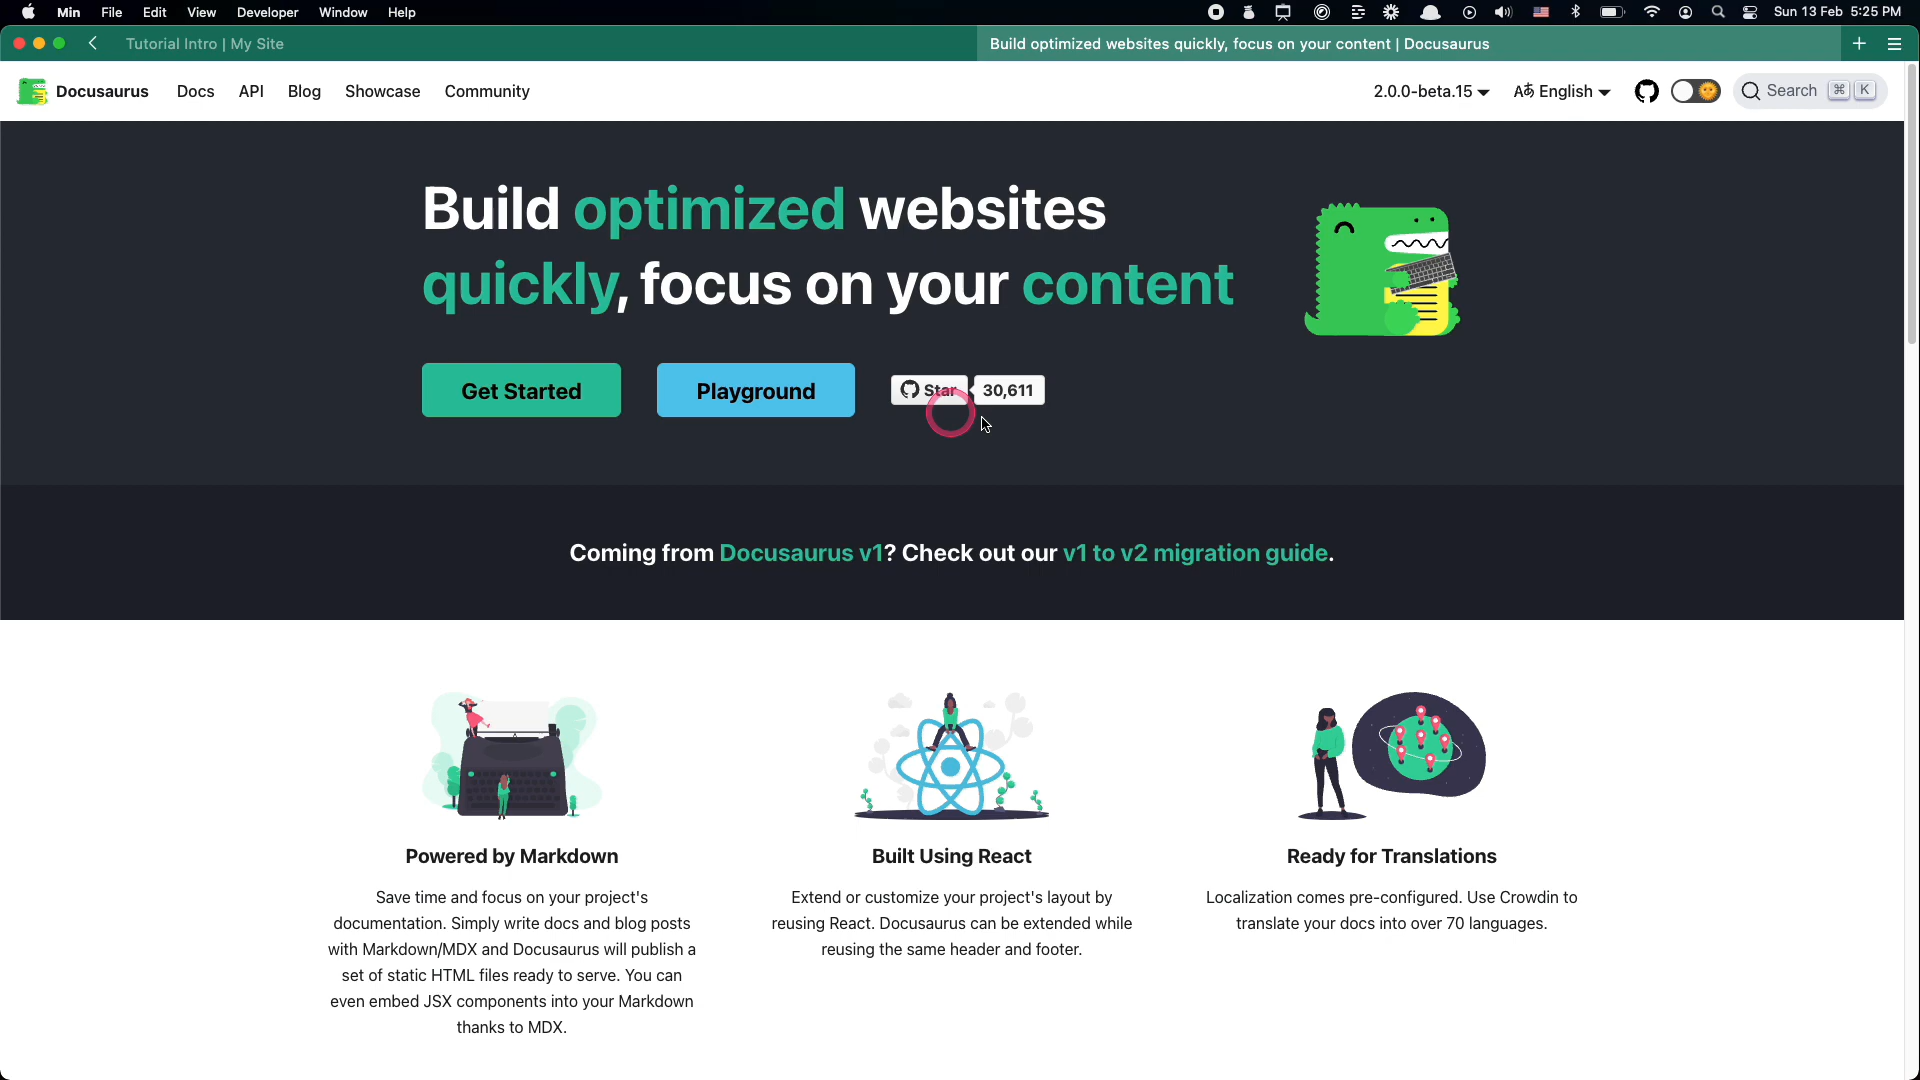 Min File Edit View Developer Window Help Sun 13 Feb 5:25 PM
Tutorial Intro | My Site Build optimized websites quickly, focus on your content | Docusaurus
Docusaurus Docs API Blog Showcase Community 2.0.0-beta.15 English Search ⌘ K
Build optimized websites
quickly, focus on your content
Get Started Playground Star 30,611
Coming from Docusaurus v1? Check out our v1 to v2 migration guide.
Powered by Markdown
Save time and focus on your project's
documentation. Simply write docs and blog posts
with Markdown/MDX and Docusaurus will publish a
set of static HTML files ready to serve. You can
even embed JSX components into your Markdown
thanks to MDX.
Built Using React
Extend or customize your project's layout by
reusing React. Docusaurus can be extended while
reusing the same header and footer.
Ready for Translations
Localization comes pre-configured. Use Crowdin to
translate your docs into over 70 languages.